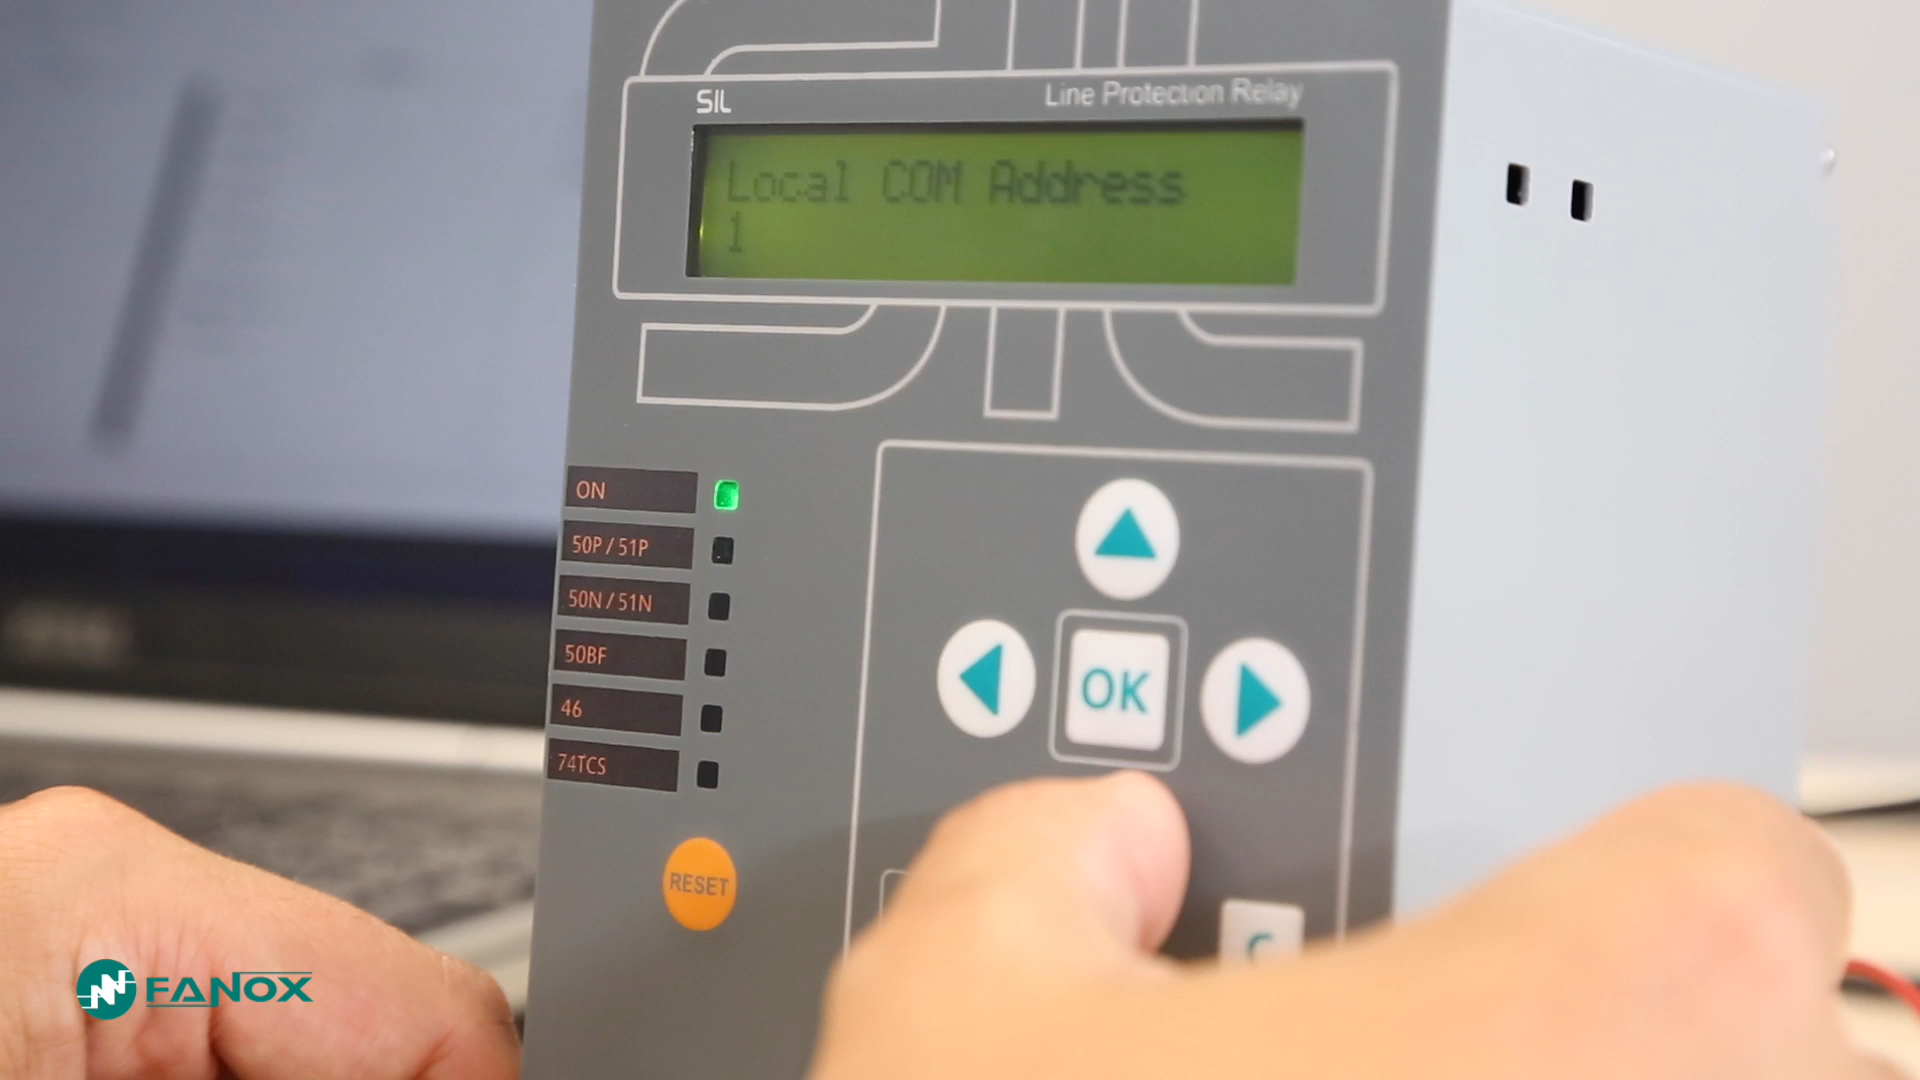 SIL
Line Protection Relay
Local COM Address
1
ON
50P / 51P
50N / 51N
50BF
46
74TCS
OK
RESET
C
FANOX